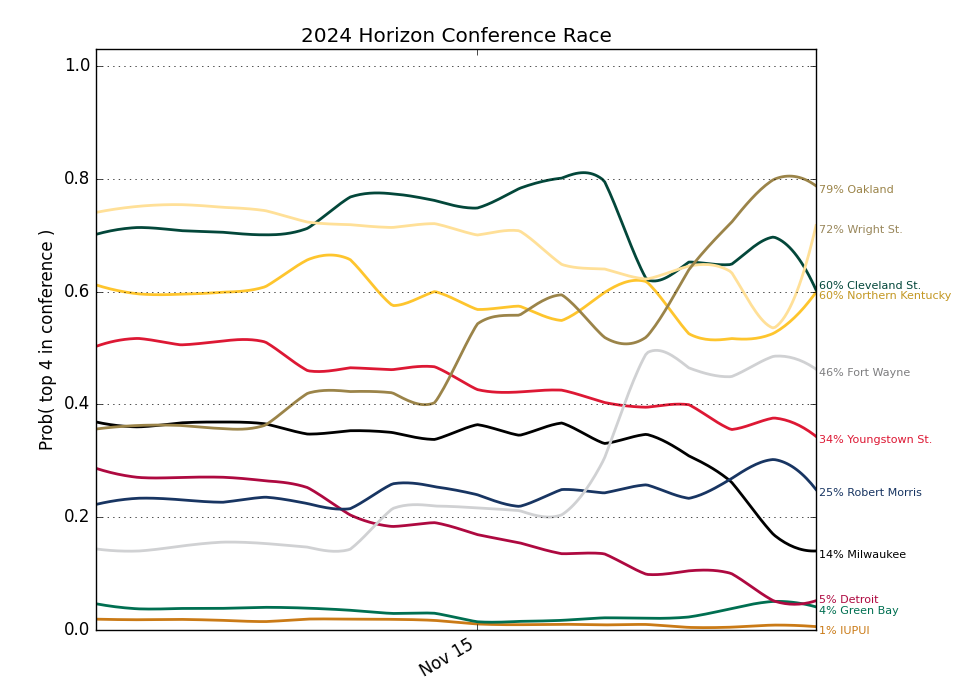 2024 Horizon Conference Race
Prob( top 4 in conference )
1.0
0.8
0.6
0.4
0.2
0.0
Nov 15
79% Oakland
72% Wright St.
60% Cleveland St.
60% Northern Kentucky
46% Fort Wayne
34% Youngstown St.
25% Robert Morris
14% Milwaukee
5% Detroit
4% Green Bay
1% IUPUI